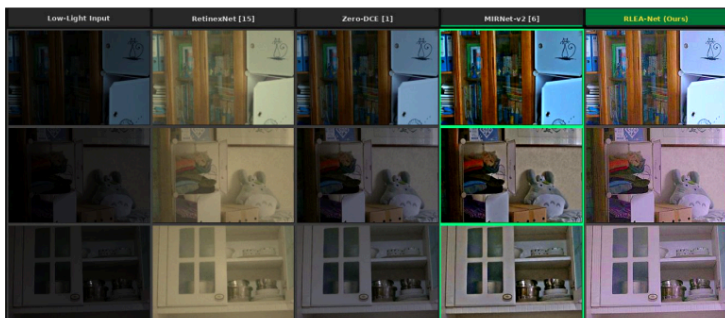 Low-Light Input
RetinexNet [15]
Zero-DCE [1]
MIRNet-v2 [6]
RLEA-Net (Ours)